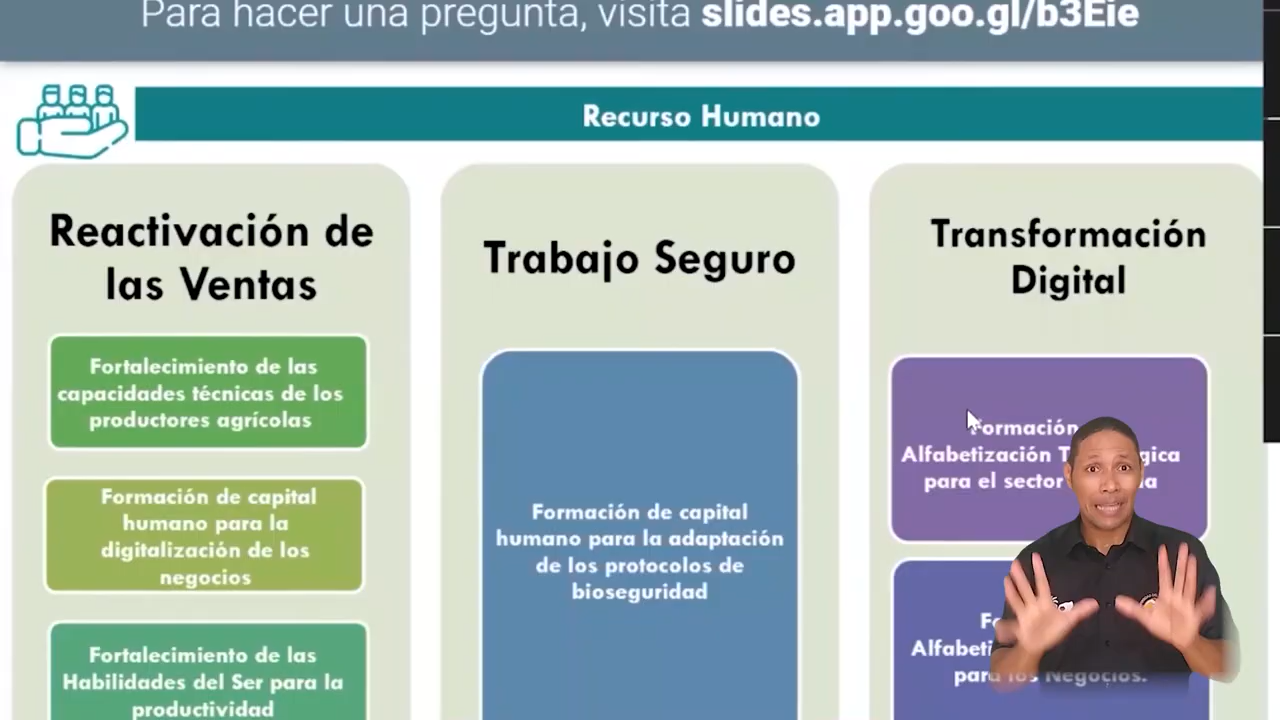 Para hacer una pregunta, visita slides.app.goo.gl/b3Eie
Recurso Humano
Reactivación de
las Ventas
Fortalecimiento de las
capacidades técnicas de los
productores agrícolas
Formación de capital
humano para la
digitalización de los
negocios
Fortalecimiento de las
Habilidades del Ser para la
productividad
Trabajo Seguro
Formación de capital
humano para la adaptación
de los protocolos de
bioseguridad
Transformación
Digital
Formación
Alfabetización
para el sector
para los Negocios.